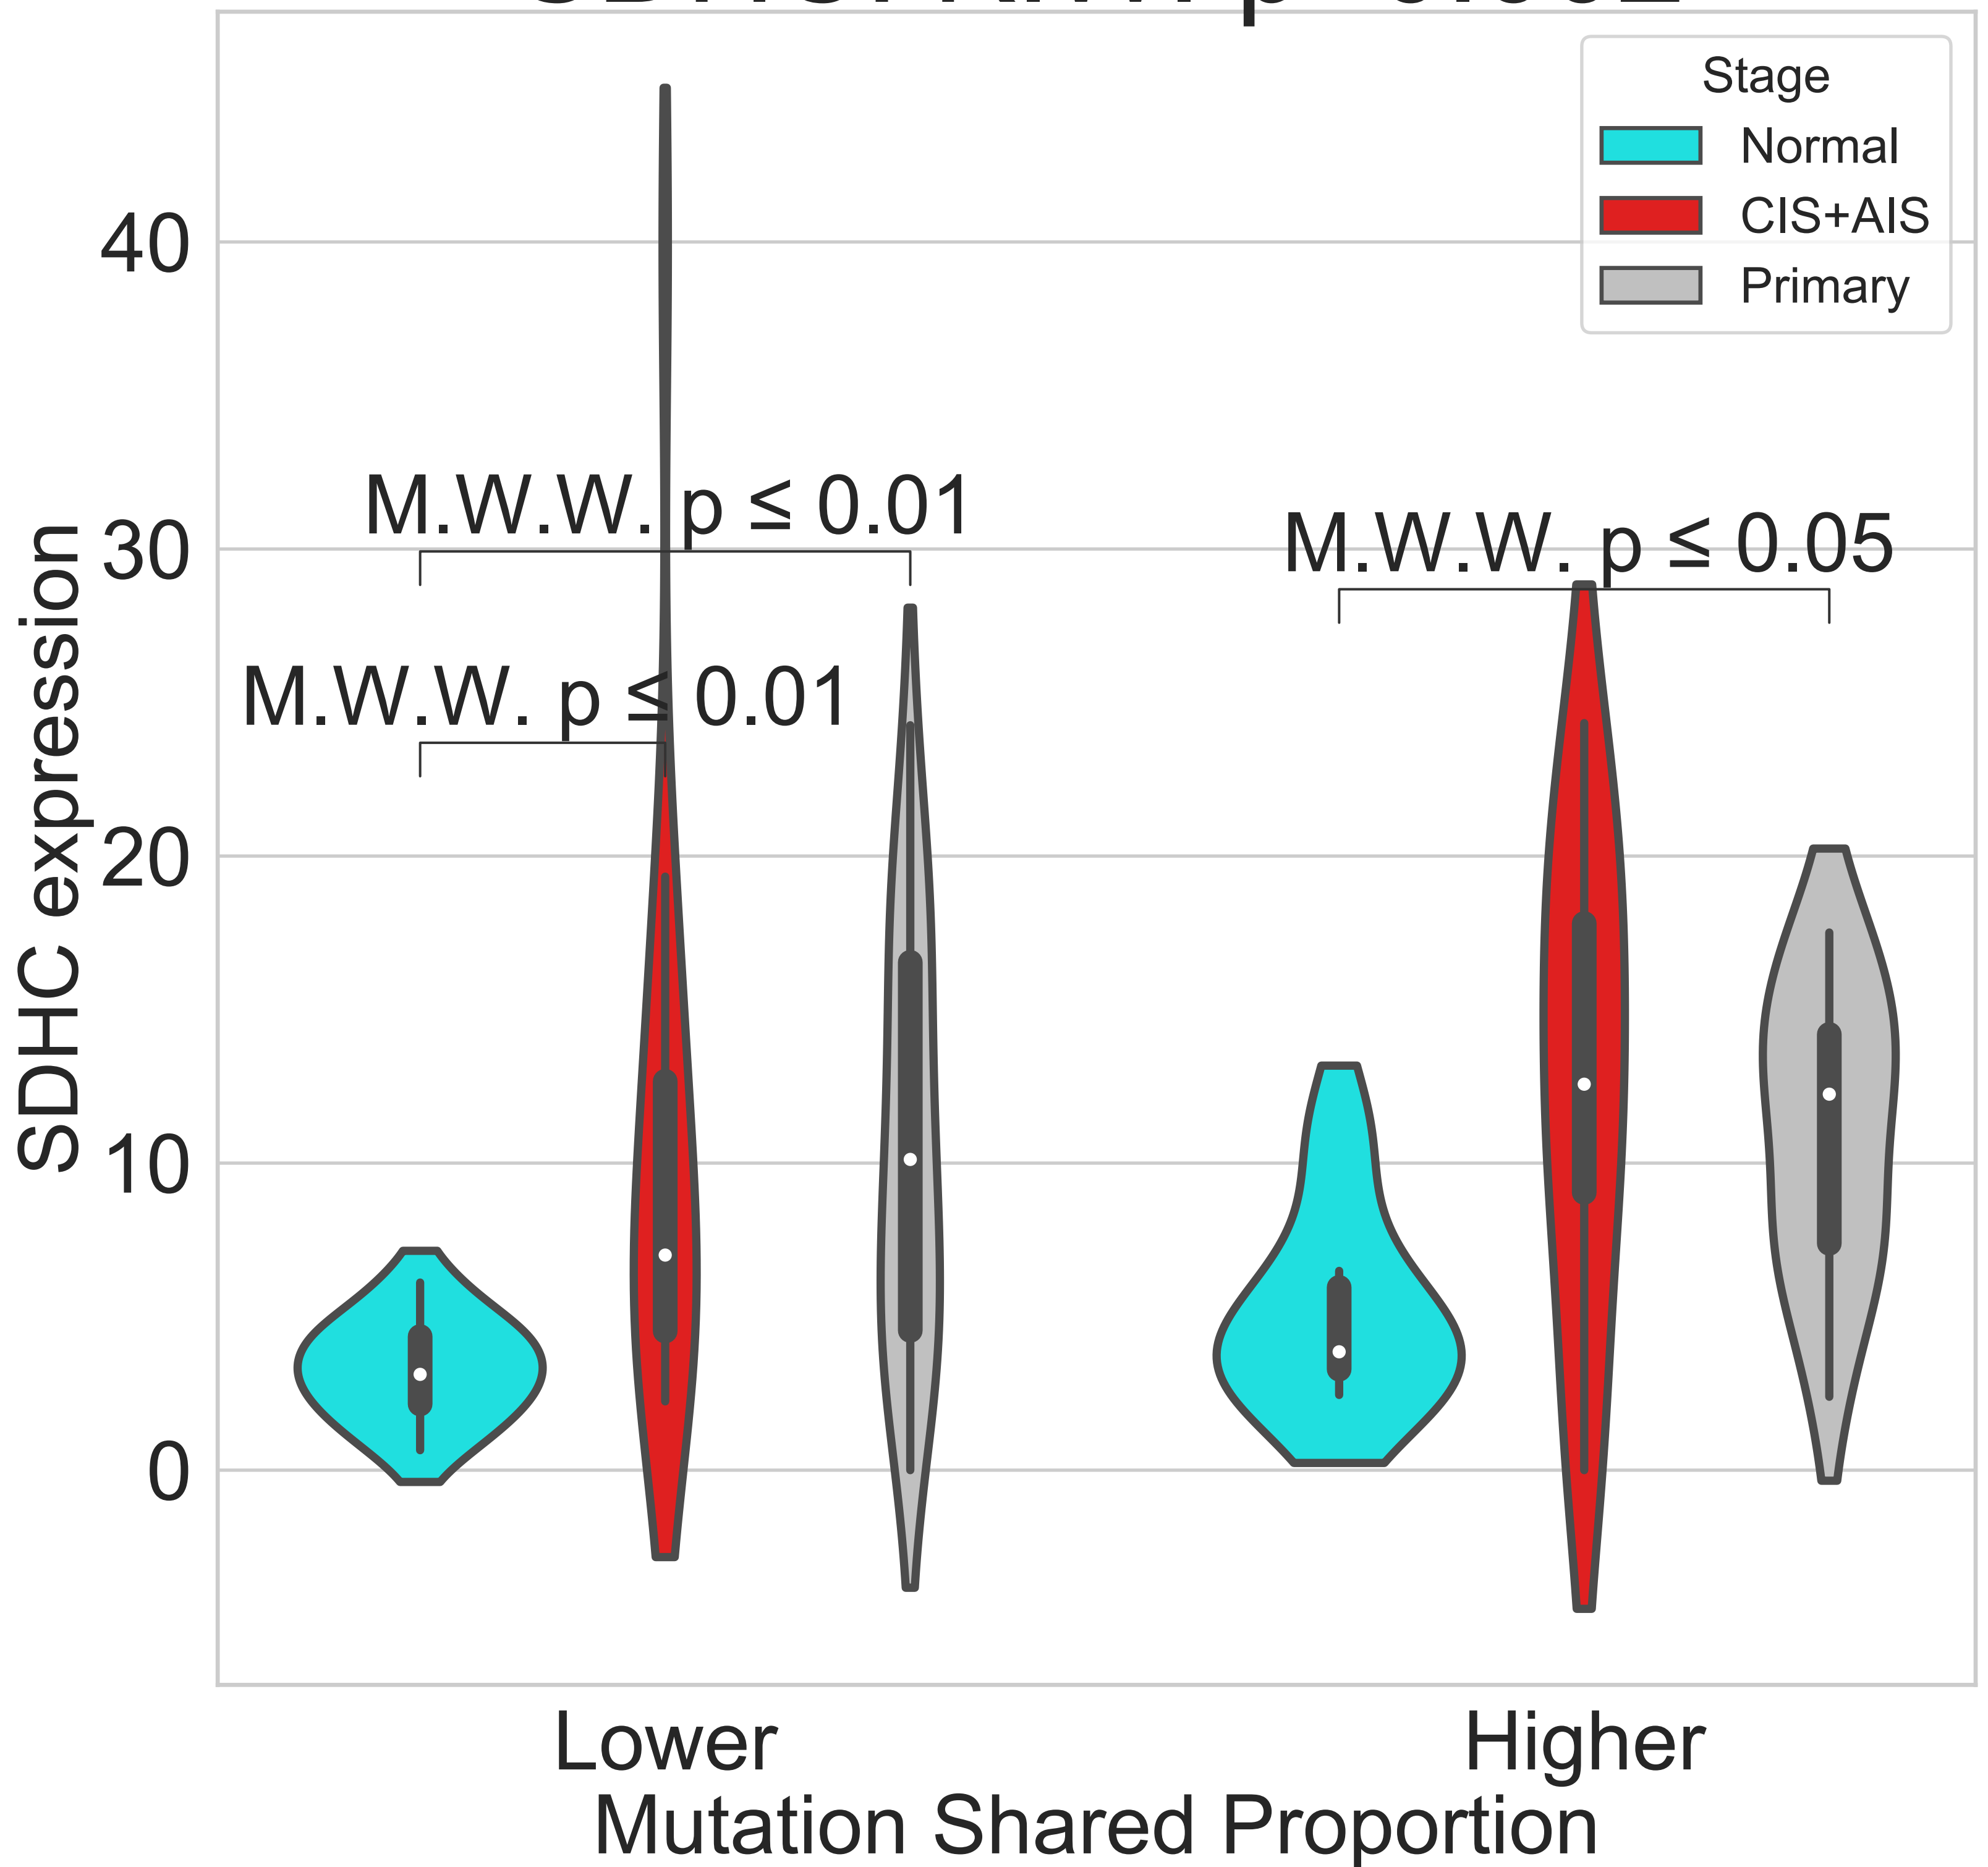 Stage
Normal
CIS+AIS
Primary
40
30
20
10
0
SDHC expression
M.W.W. p ≤ 0.01
M.W.W. p ≤ 0.01
M.W.W. p ≤ 0.05
Lower
Higher
Mutation Shared Proportion